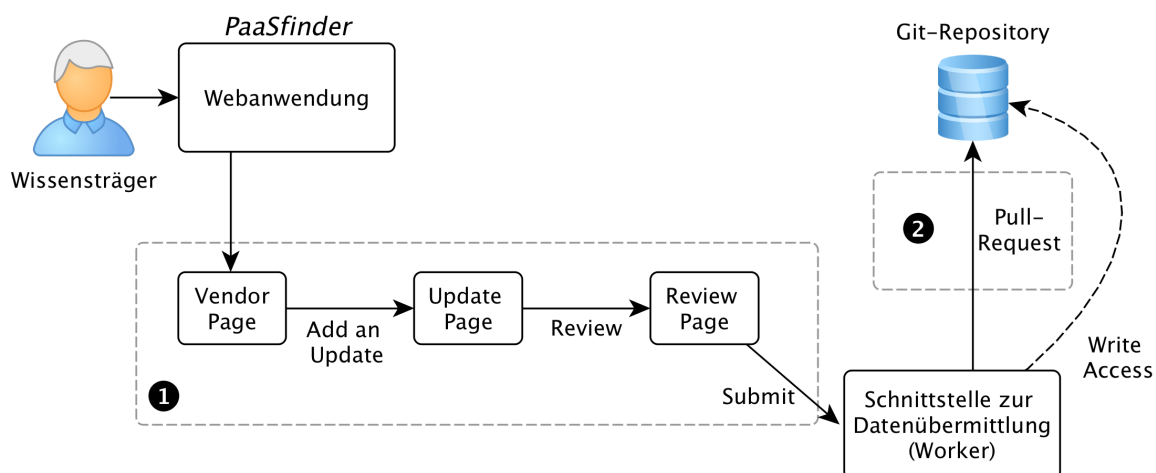 PaaSfinder
Webanwendung
Wissensträger
Git-Repository
2
Pull-
Request
Vendor
Page
Add an
Update
Update
Page
Review
Review
Page
1
Submit
Write
Access
Schnittstelle zur
Datenübermittlung
(Worker)